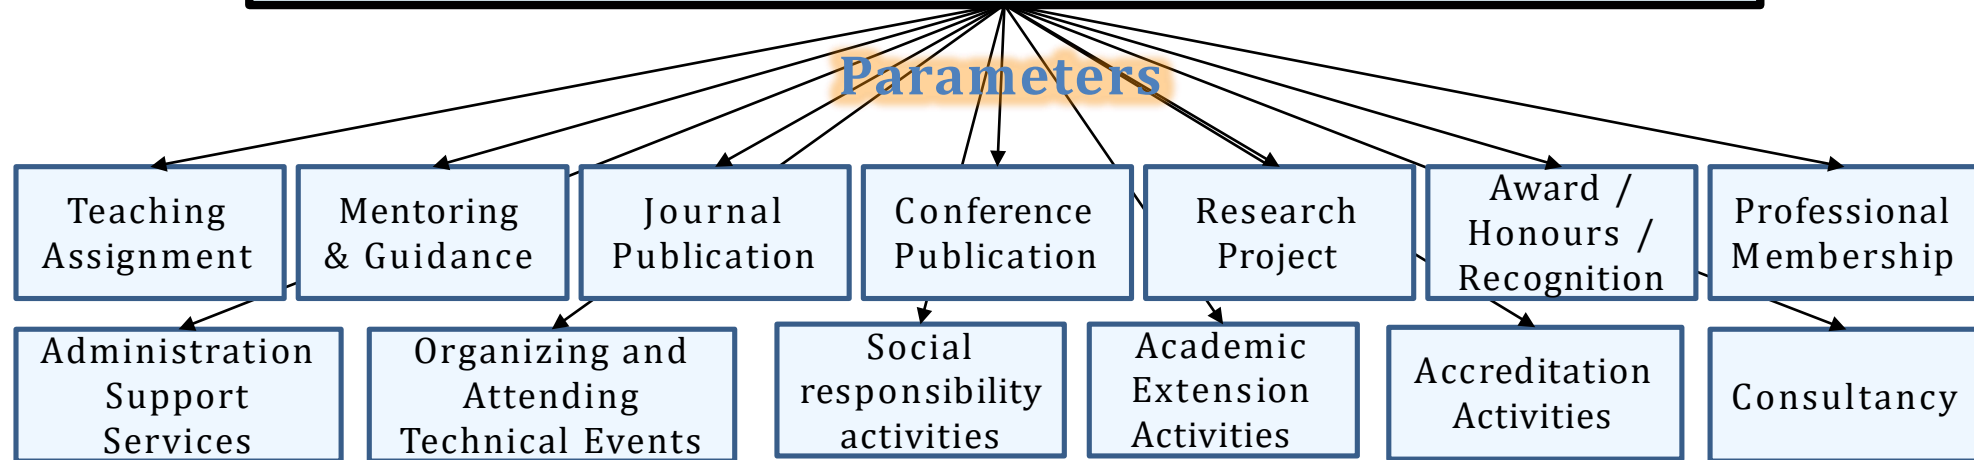 Parameters
Teaching
Assignment
Mentoring
& Guidance
Journal
Publication
Conference
Publication
Research
Project
Award /
Honours /
Recognition
Professional
Membership
Administration
Support
Services
Organizing and
Attending
Technical Events
Social
responsibility
activities
Academic
Extension
Activities
Accreditation
Activities
Consultancy